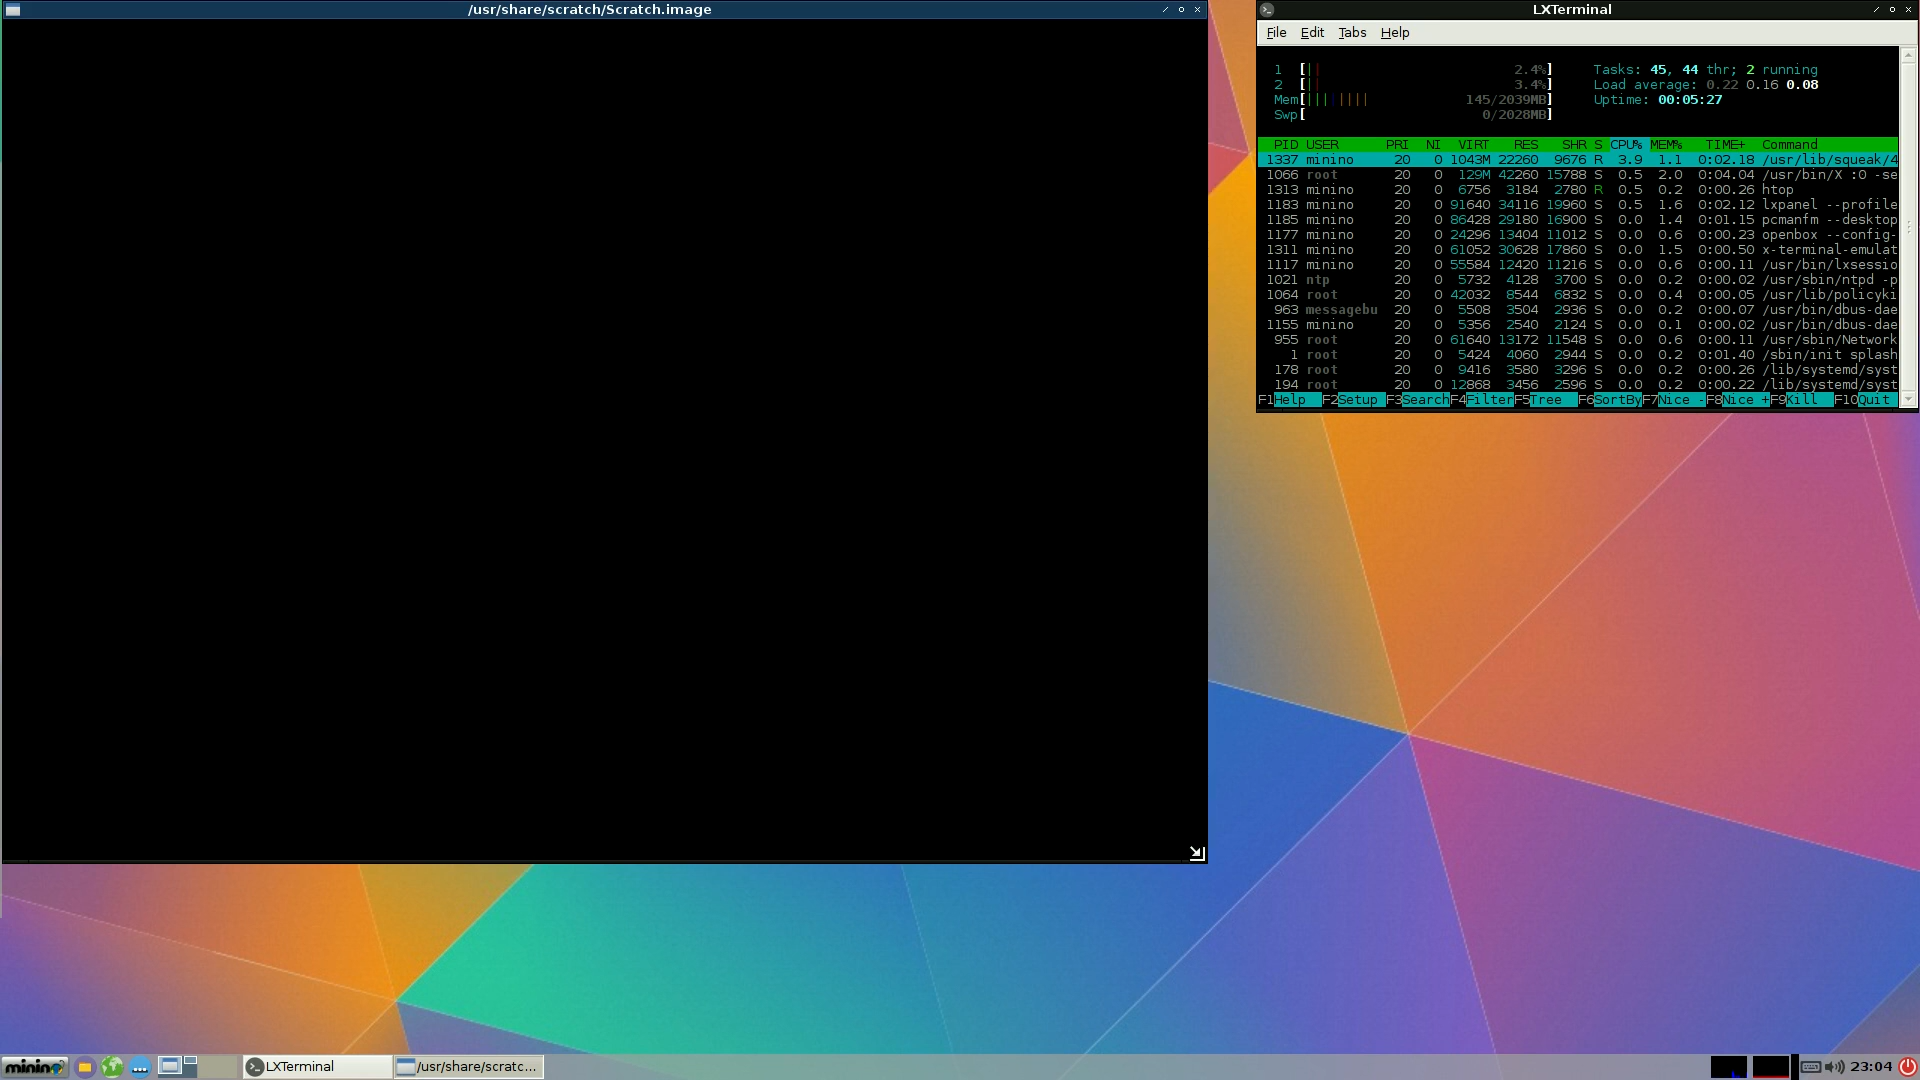 /usr/share/scratch/Scratch.image
LXTerminal
File Edit Tabs Help
1 [|| 2.4%] Tasks: 45, 44 thr; 2 running
2 [|| 3.4%] Load average: 0.22 0.16 0.08
Mem[|||||||| 145/2039MB] Uptime: 00:05:27
Swp[ 0/2028MB]
PID USER PRI NI VIRT RES SHR S CPU% MEM% TIME+ Command
1337 minino 20 0 1043M 22260 9676 R 3.9 1.1 0:02.18 /usr/lib/squeak/4
1066 root 20 0 129M 42260 15788 S 0.5 2.0 0:04.04 /usr/bin/X :0 -se
1313 minino 20 0 6756 3184 2780 R 0.5 0.2 0:00.26 htop
1183 minino 20 0 91640 34116 19960 S 0.5 1.6 0:02.12 lxpanel --profile
1185 minino 20 0 86428 29180 16900 S 0.0 1.4 0:01.15 pcmanfm --desktop
1177 minino 20 0 24296 13404 11012 S 0.0 0.6 0:00.23 openbox --config-
1311 minino 20 0 61052 30628 17860 S 0.0 1.5 0:00.50 x-terminal-emulat
1117 minino 20 0 55584 12420 11216 S 0.0 0.6 0:00.11 /usr/bin/lxsessio
1021 ntp 20 0 5732 4128 3700 S 0.0 0.2 0:00.02 /usr/sbin/ntpd -p
1064 root 20 0 42032 8544 6832 S 0.0 0.4 0:00.05 /usr/lib/policyki
963 messagebu 20 0 5508 3504 2936 S 0.0 0.2 0:00.07 /usr/bin/dbus-dae
1155 minino 20 0 5356 2540 2124 S 0.0 0.1 0:00.02 /usr/bin/dbus-dae
955 root 20 0 61640 13172 11548 S 0.0 0.6 0:00.11 /usr/sbin/Network
1 root 20 0 5424 4060 2944 S 0.0 0.2 0:01.40 /sbin/init splash
178 root 20 0 9416 3580 3296 S 0.0 0.2 0:00.26 /lib/systemd/syst
194 root 20 0 12868 3456 2596 S 0.0 0.2 0:00.22 /lib/systemd/syst
F1Help F2Setup F3SearchF4FilterF5Tree F6SortByF7Nice -F8Nice +F9Kill F10Quit
minino LXTerminal /usr/share/scratc... 23:04